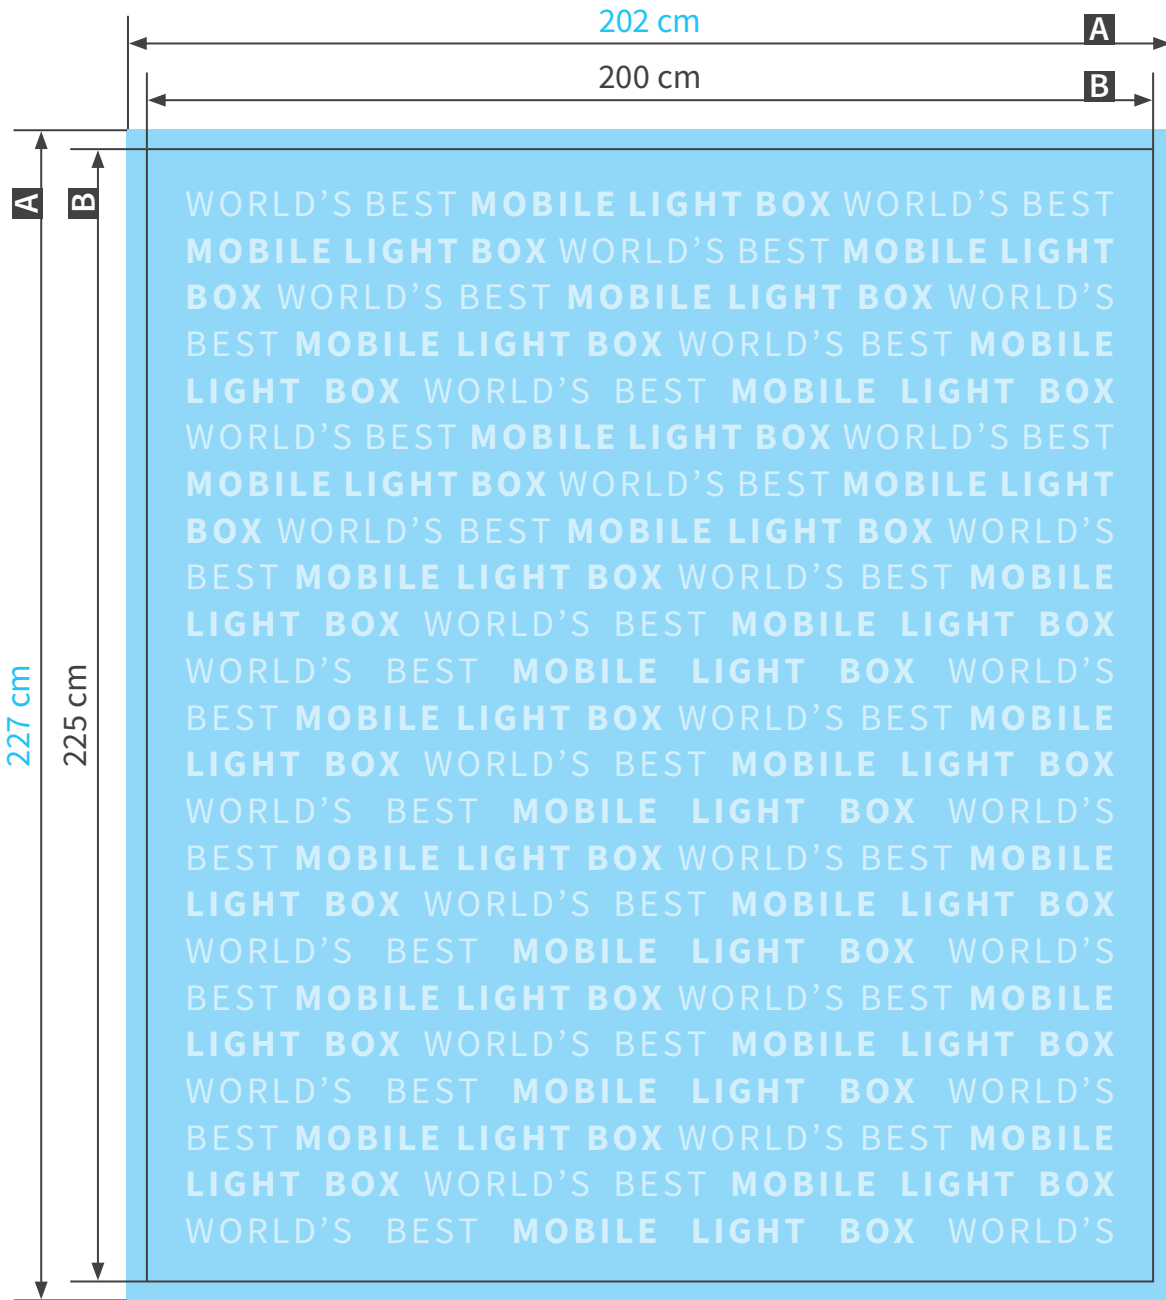 202 cm
A
200 cm
B
A
B
WORLD’S BEST MOBILE LIGHT BOX WORLD’S BEST
MOBILE LIGHT BOX WORLD’S BEST MOBILE LIGHT
BOX WORLD’S BEST MOBILE LIGHT BOX WORLD’S
BEST MOBILE LIGHT BOX WORLD’S BEST MOBILE
LIGHT BOX WORLD’S BEST MOBILE LIGHT BOX
WORLD’S BEST MOBILE LIGHT BOX WORLD’S BEST
MOBILE LIGHT BOX WORLD’S BEST MOBILE LIGHT
BOX WORLD’S BEST MOBILE LIGHT BOX WORLD’S
BEST MOBILE LIGHT BOX WORLD’S BEST MOBILE
LIGHT BOX WORLD’S BEST MOBILE LIGHT BOX
WORLD’S BEST MOBILE LIGHT BOX WORLD’S
BEST MOBILE LIGHT BOX WORLD’S BEST MOBILE
LIGHT BOX WORLD’S BEST MOBILE LIGHT BOX
WORLD’S BEST MOBILE LIGHT BOX WORLD’S
BEST MOBILE LIGHT BOX WORLD’S BEST MOBILE
LIGHT BOX WORLD’S BEST MOBILE LIGHT BOX
WORLD’S BEST MOBILE LIGHT BOX WORLD’S
BEST MOBILE LIGHT BOX WORLD’S BEST MOBILE
LIGHT BOX WORLD’S BEST MOBILE LIGHT BOX
WORLD’S BEST MOBILE LIGHT BOX WORLD’S
BEST MOBILE LIGHT BOX WORLD’S BEST MOBILE
LIGHT BOX WORLD’S BEST MOBILE LIGHT BOX
WORLD’S BEST MOBILE LIGHT BOX WORLD’S
227 cm
225 cm